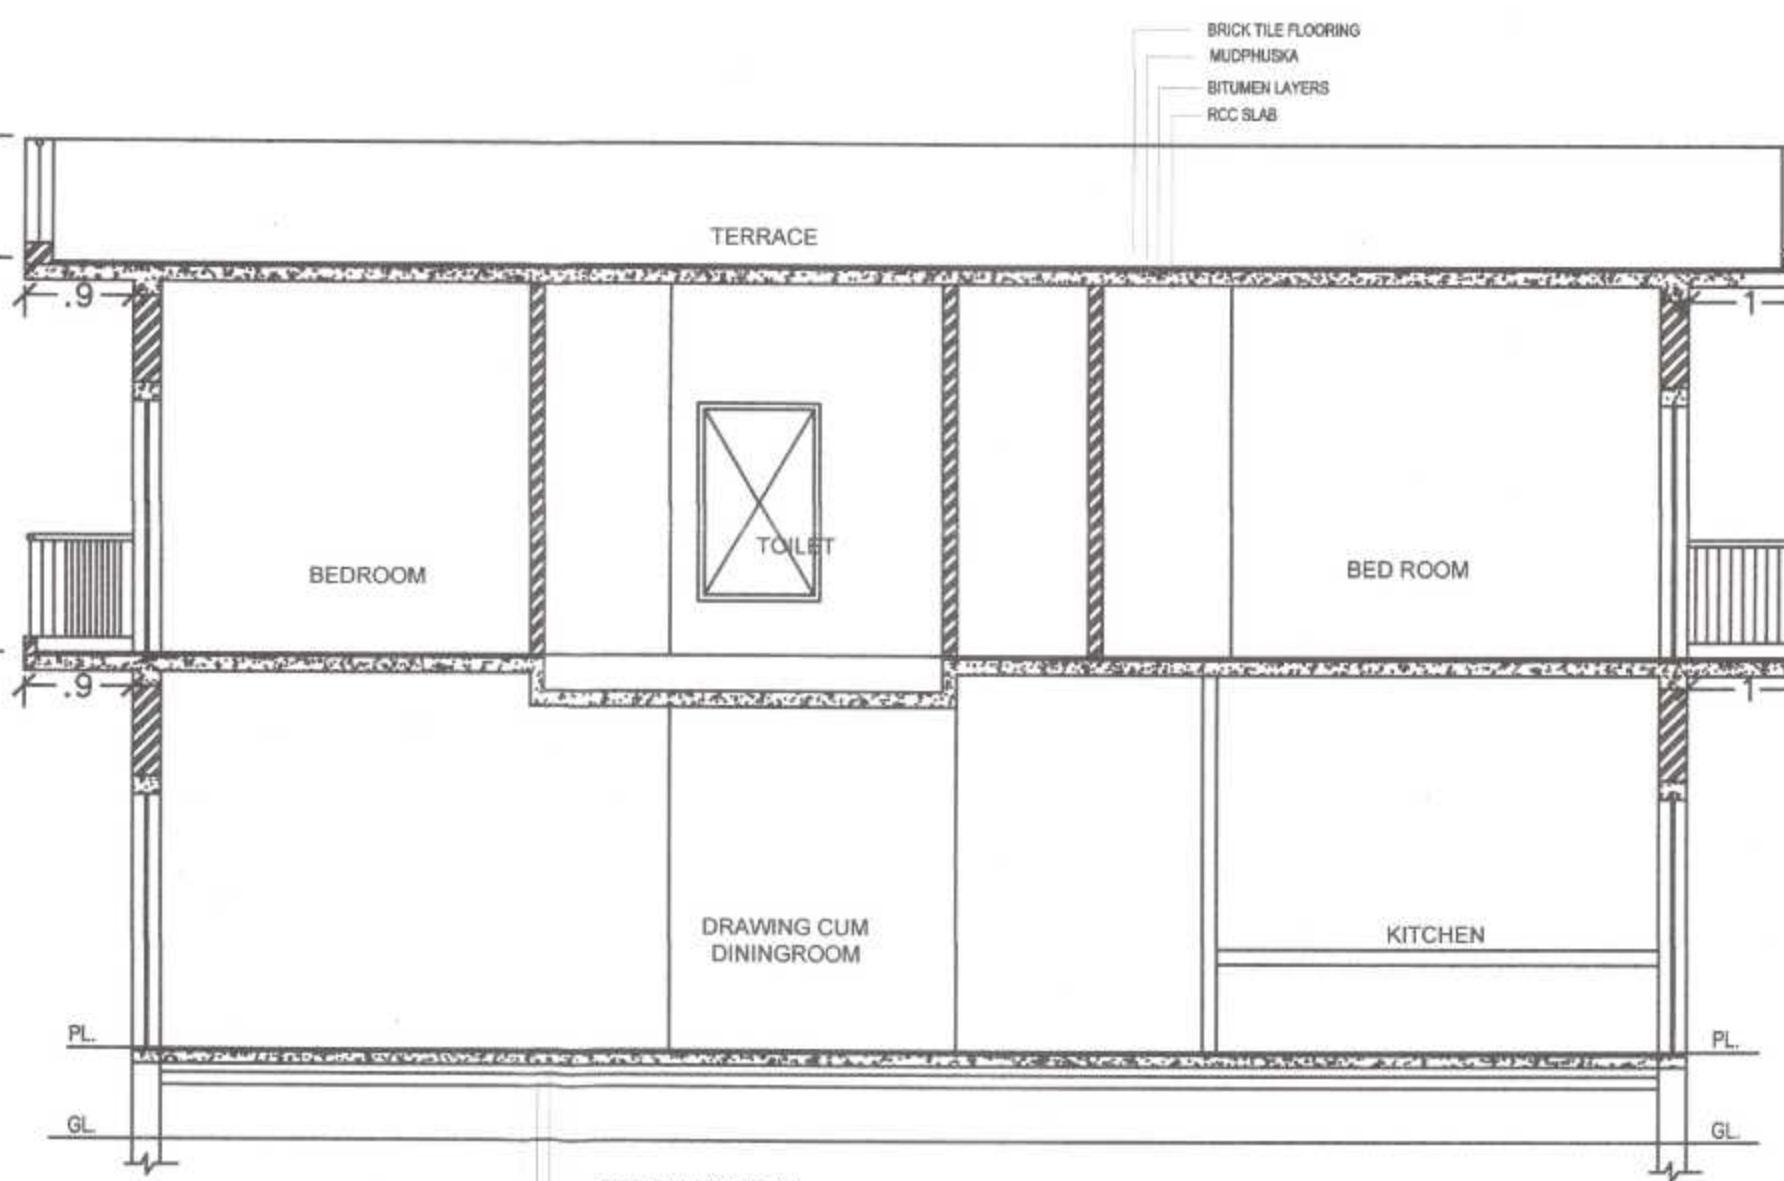 BRICK TILE FLOORING
MUDPHUSKA
BITUMEN LAYERS
RCC SLAB
TERRACE
.9
1
BEDROOM
TOILET
BED ROOM
.9
1
DRAWING CUM
DININGROOM
KITCHEN
PL.
PL.
GL.
GL.